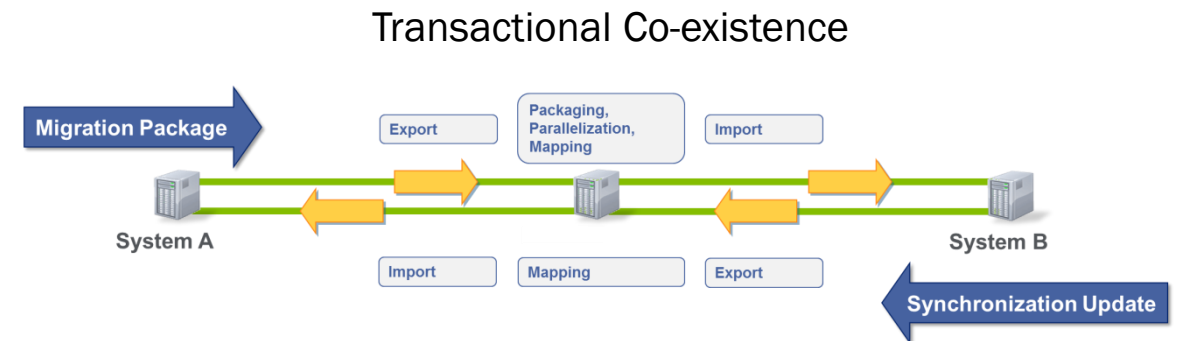 Transactional Co-existence
Migration Package
Export
Packaging,
Parallelization,
Mapping
Import
System A
System B
Import
Mapping
Export
Synchronization Update